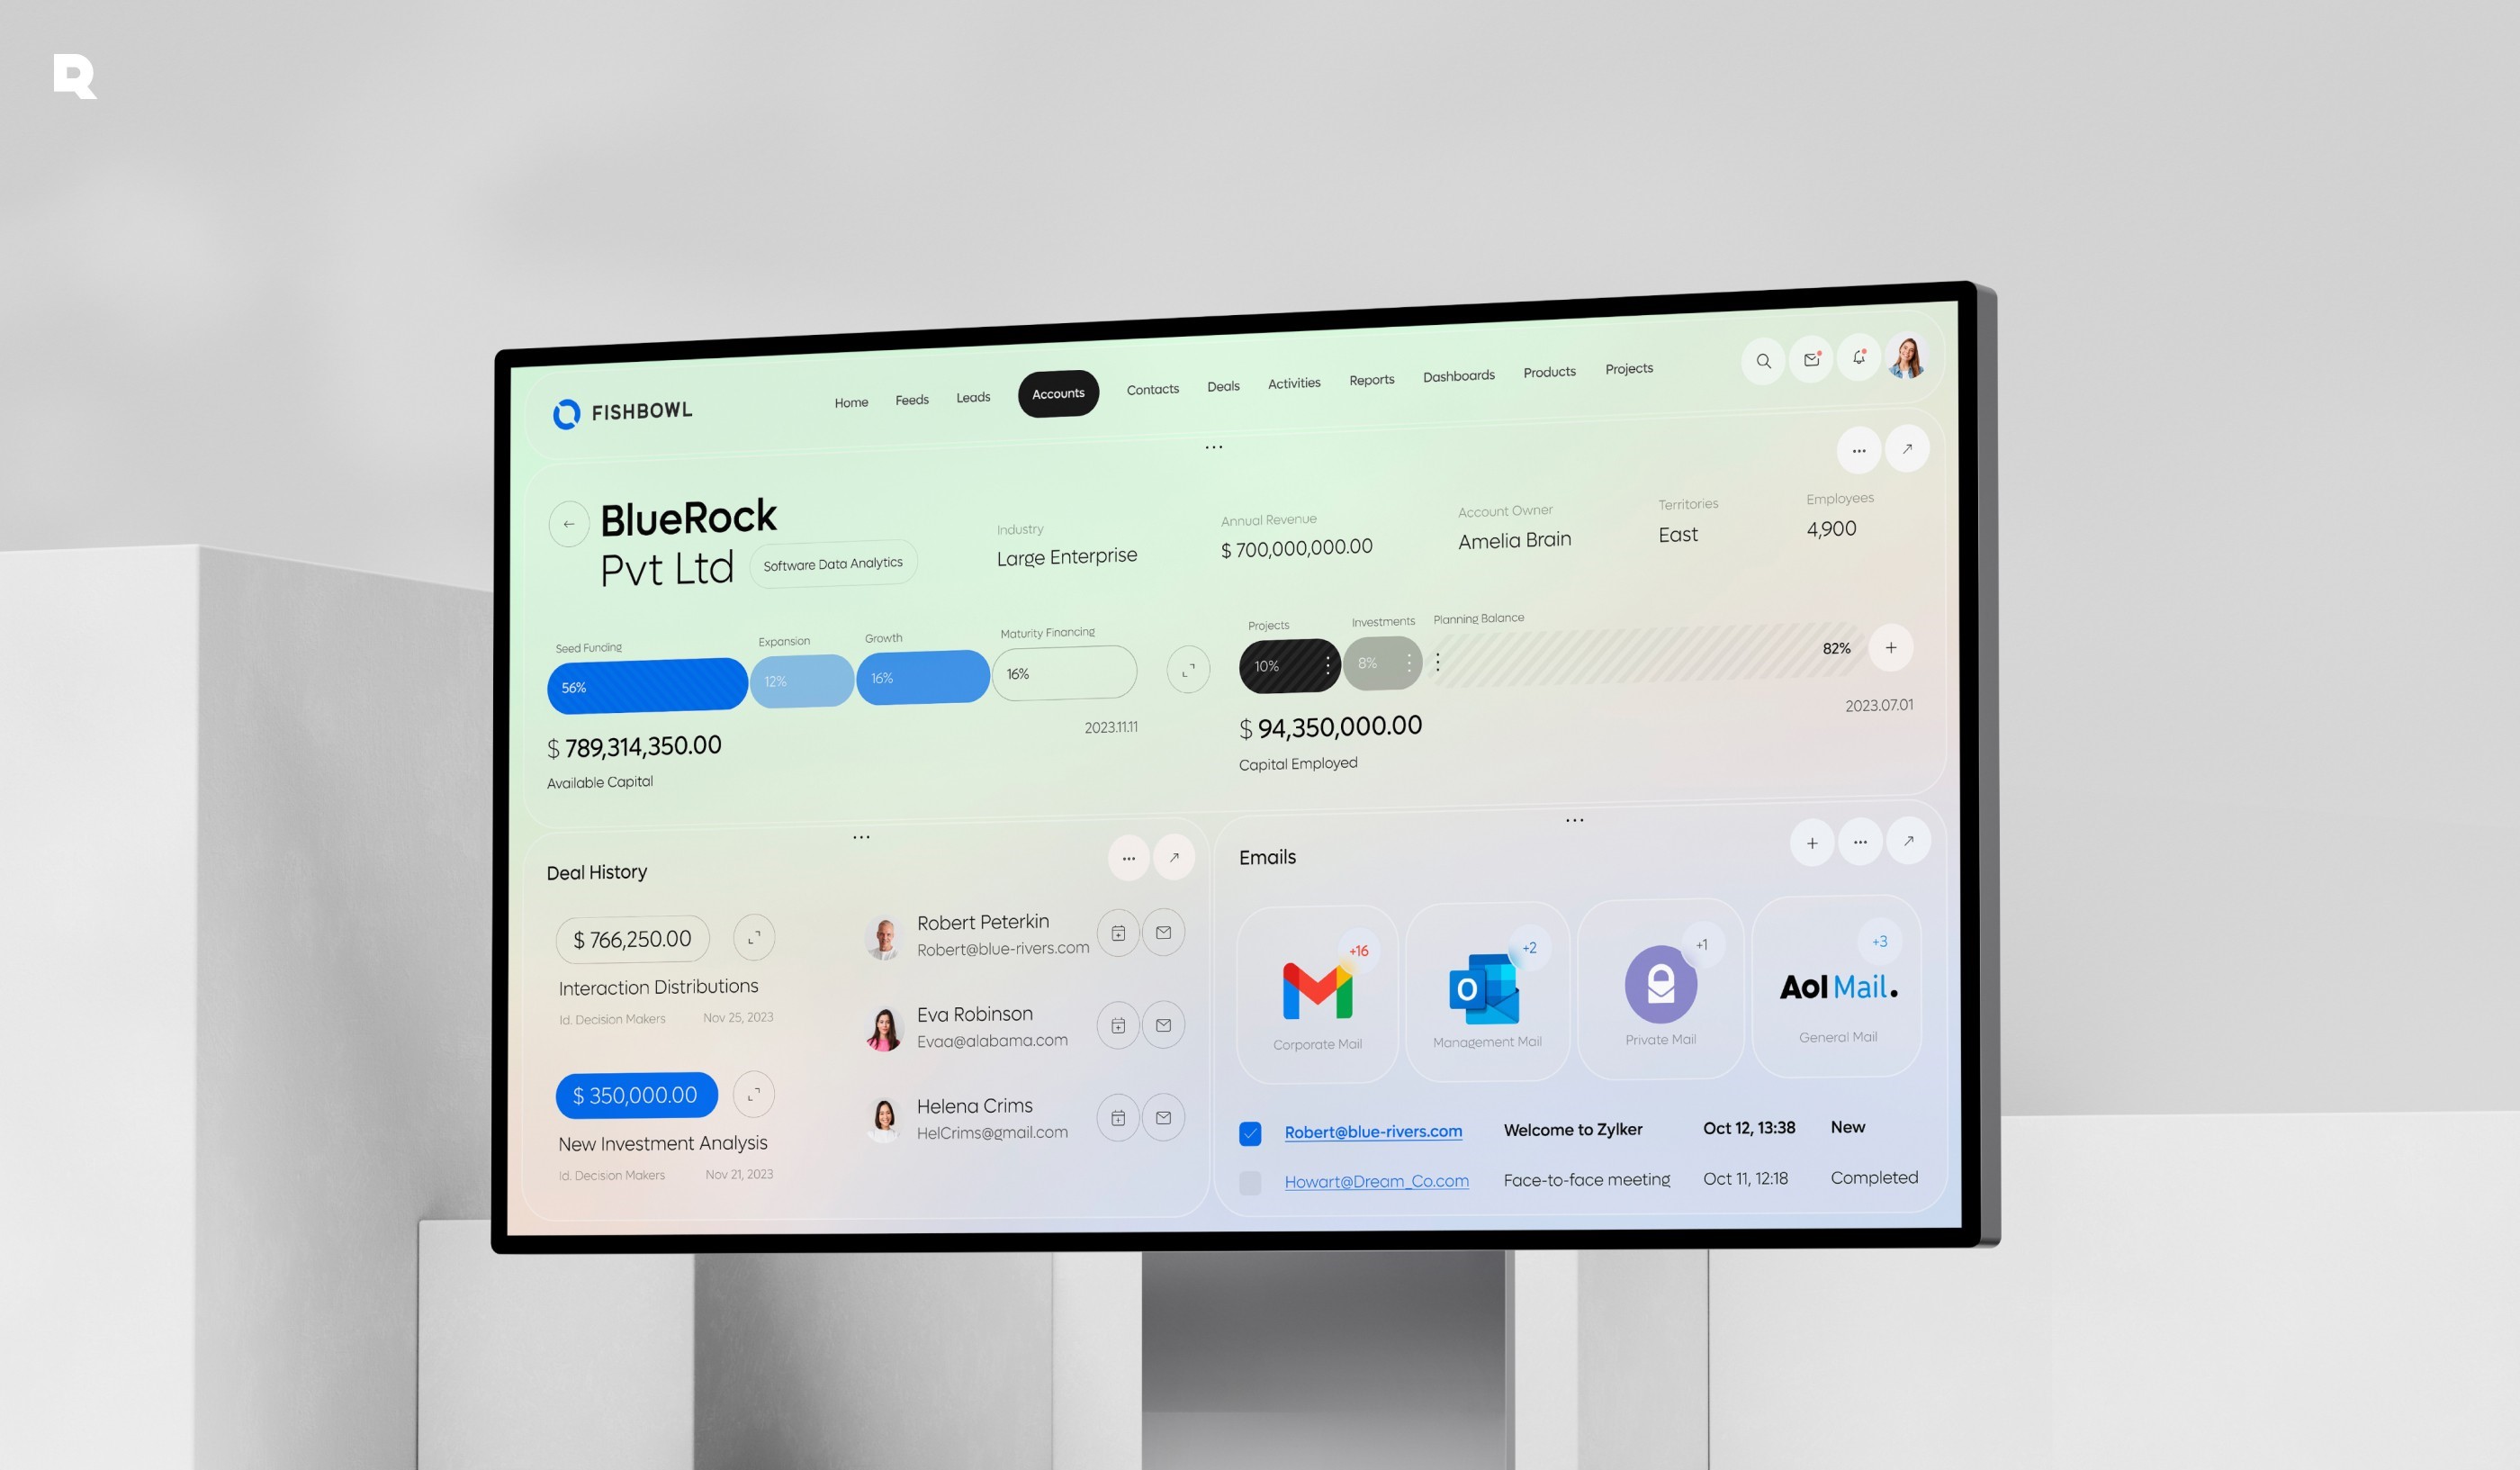 R
FISHBOWL
Home Feeds Leads Accounts Contacts Deals Activities Reports Dashboards Products Projects
BlueRock
Pvt Ltd
Software Data Analytics
Industry
Large Enterprise
Annual Revenue
$ 700,000,000.00
Account Owner
Amelia Brain
Territories
East
Employees
4,900
Seed Funding
56%
Expansion
12%
Growth
16%
Maturity Financing
16%
2023.11.11
$ 789,314,350.00
Available Capital
Projects
10%
Investments
8%
Planning Balance
82%
2023.07.01
$ 94,350,000.00
Capital Employed
Deal History
$ 766,250.00
Interaction Distributions
Id. Decision Makers Nov 25, 2023
$ 350,000.00
New Investment Analysis
Id. Decision Makers Nov 21, 2023
Robert Peterkin
Robert@blue-rivers.com
Eva Robinson
Evaa@alabama.com
Helena Crims
HelCrims@gmail.com
Emails
+16
Corporate Mail
+2
O
Management Mail
+1
Private Mail
+3
Aol Mail.
General Mail
Robert@blue-rivers.com Welcome to Zylker Oct 12, 13:38 New
Howart@Dream_Co.com Face-to-face meeting Oct 11, 12:18 Completed